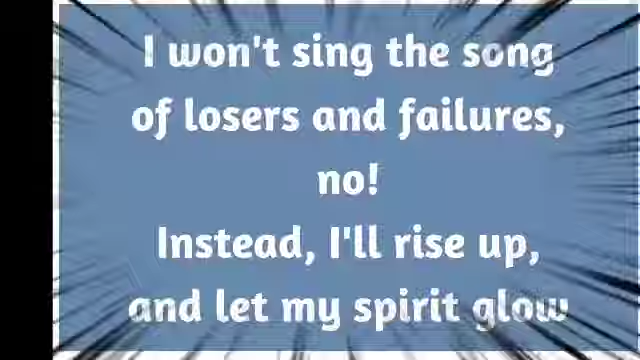 I won't sing the song
of losers and failures,
no!
Instead, I'll rise up,
and let my spirit glow